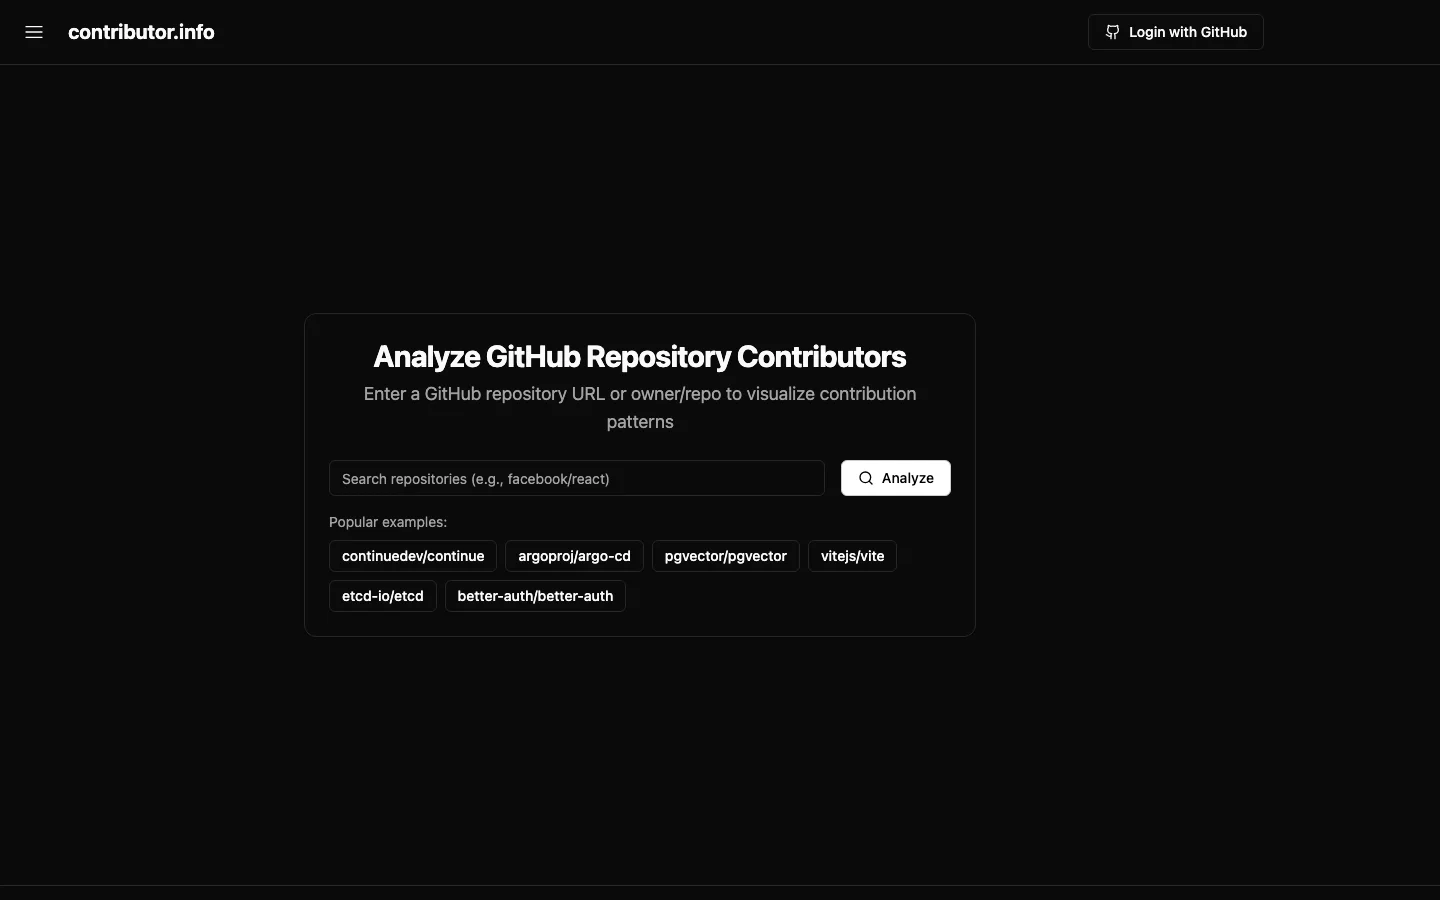 contributor.info
Login with GitHub
Analyze GitHub Repository Contributors
Enter a GitHub repository URL or owner/repo to visualize contribution
patterns
Search repositories (e.g., facebook/react)
Analyze
Popular examples:
continuedev/continue
argoproj/argo-cd
pgvector/pgvector
vitejs/vite
etcd-io/etcd
better-auth/better-auth